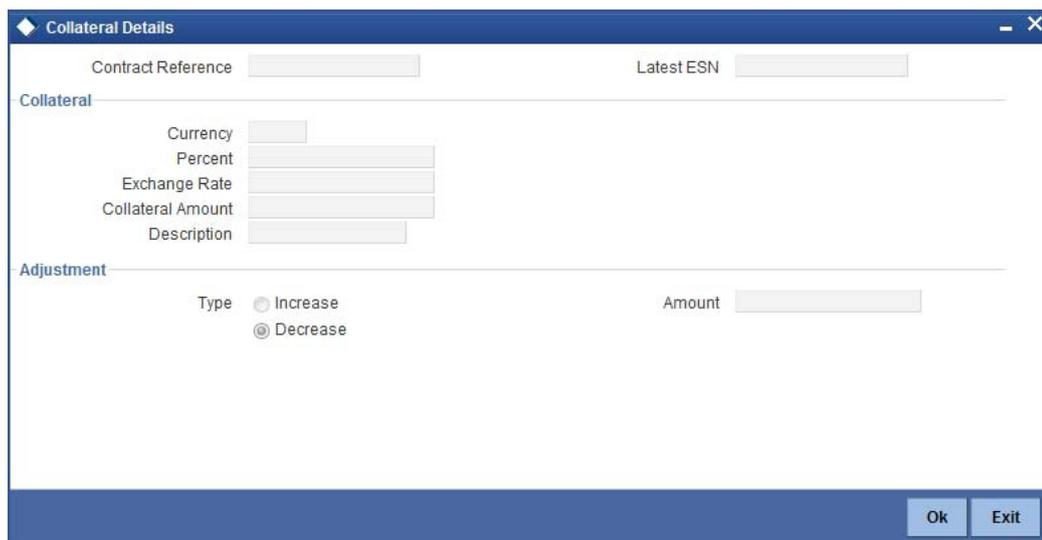 Collateral Details
Contract Reference
Latest ESN
Collateral
Currency
Percent
Exchange Rate
Collateral Amount
Description
Adjustment
Type
Increase
Amount
Decrease
Ok
Exit